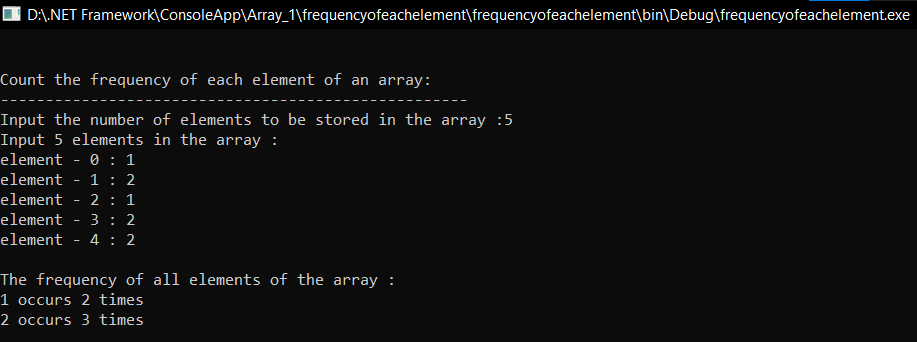 D:\.NET Framework\ConsoleApp\Array_1\frequencyofeachelement\frequencyofeachelement\bin\Debug\frequencyofeachelement.exe
Count the frequency of each element of an array:
----------------------------------------------------
Input the number of elements to be stored in the array :5
Input 5 elements in the array :
element - 0 : 1
element - 1 : 2
element - 2 : 1
element - 3 : 2
element - 4 : 2
The frequency of all elements of the array :
1 occurs 2 times
2 occurs 3 times